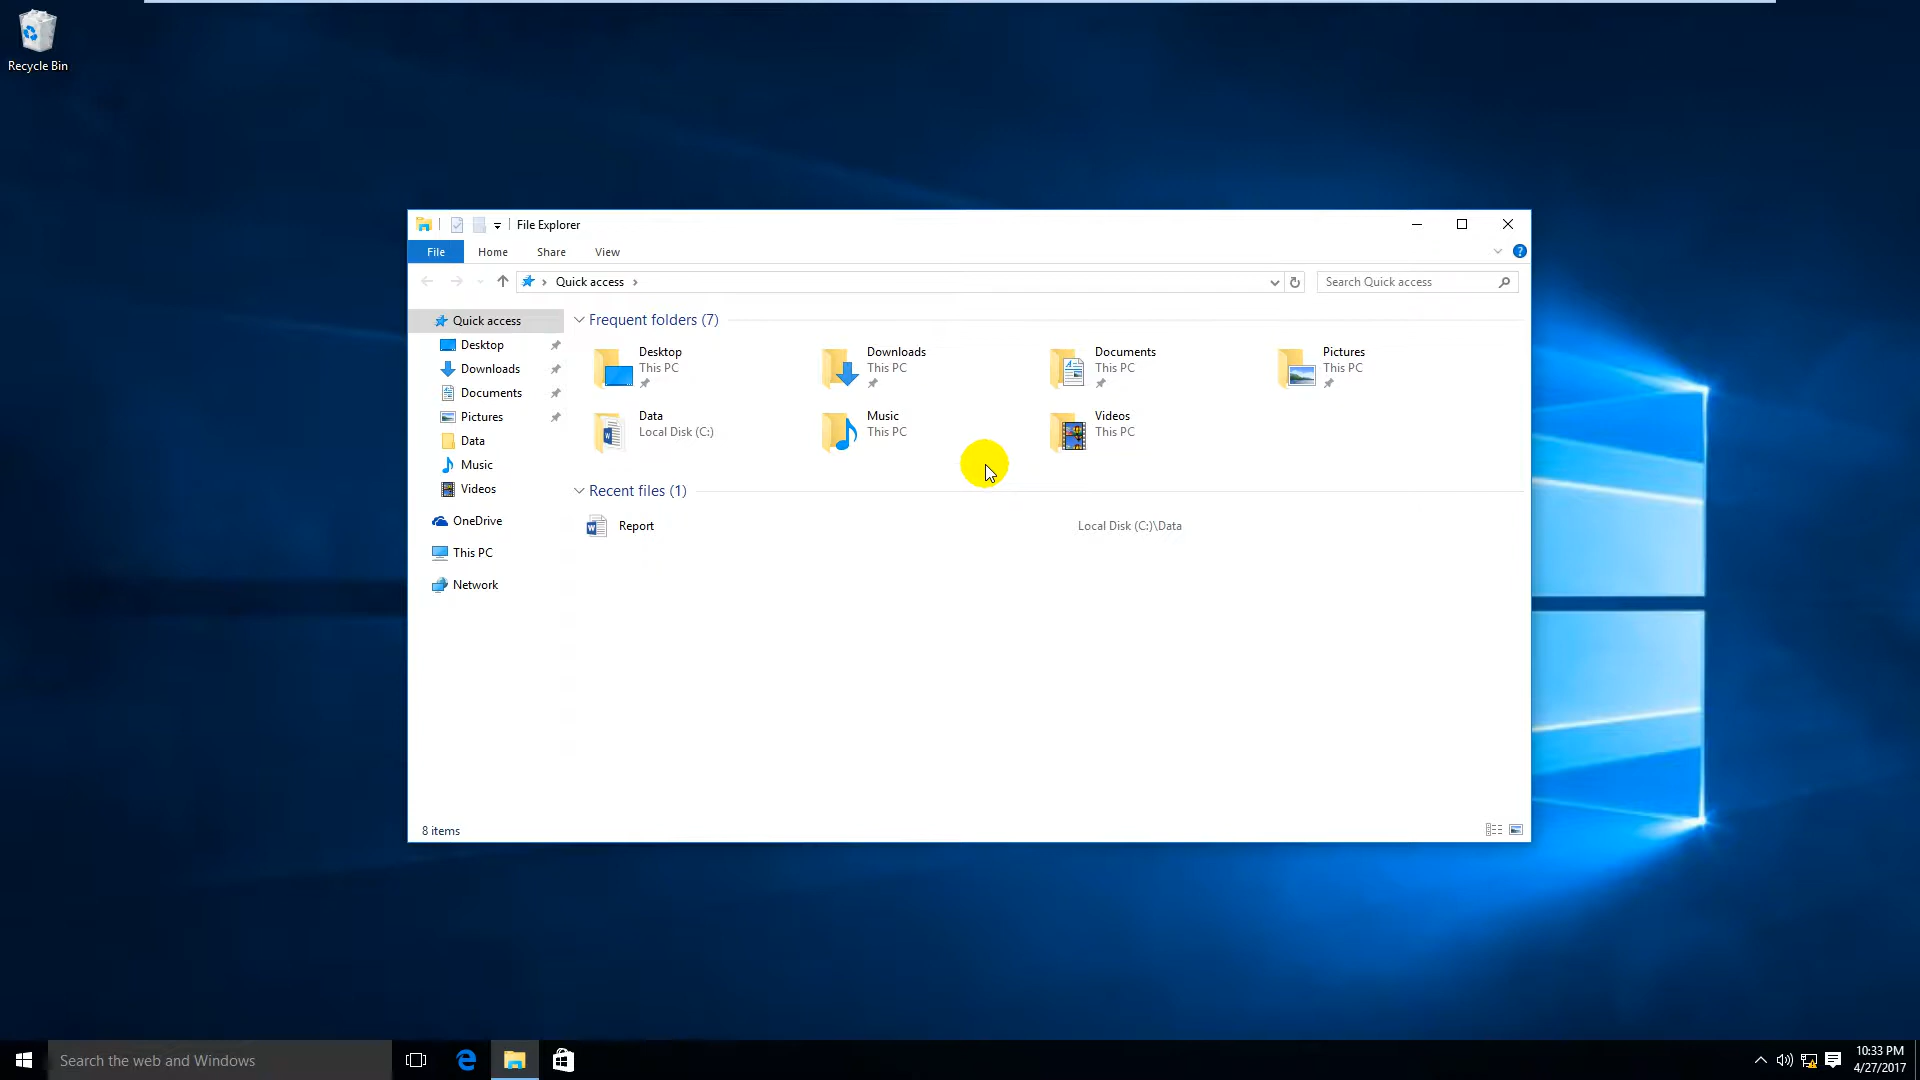 Recycle Bin
File Explorer
File Home Share View
Quick access
Search Quick access
Quick access
Desktop
Downloads
Documents
Pictures
Data
Music
Videos
OneDrive
This PC
Network
Frequent folders (7)
Desktop
This PC
Downloads
This PC
Documents
This PC
Pictures
This PC
Data
Local Disk (C:)
Music
This PC
Videos
This PC
Recent files (1)
Report Local Disk (C:)\Data
8 items
Search the web and Windows
10:33 PM
4/27/2017